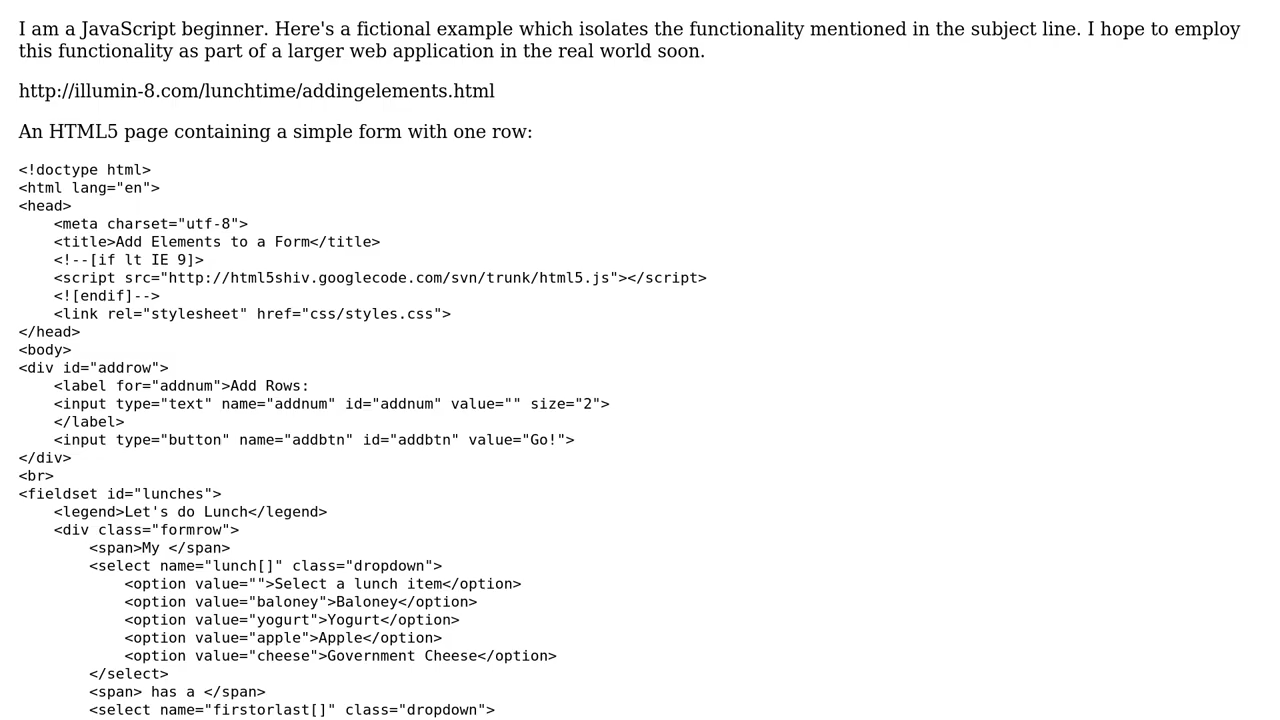 I am a JavaScript beginner. Here's a fictional example which isolates the functionality mentioned in the subject line. I hope to employ
this functionality as part of a larger web application in the real world soon.
http://illumin-8.com/lunchtime/addingelements.html
An HTML5 page containing a simple form with one row:
<!doctype html>
<html lang="en">
<head>
    <meta charset="utf-8">
    <title>Add Elements to a Form</title>
    <!--[if lt IE 9]>
    <script src="http://html5shiv.googlecode.com/svn/trunk/html5.js"></script>
    <![endif]-->
    <link rel="stylesheet" href="css/styles.css">
</head>
<body>
<div id="addrow">
    <label for="addnum">Add Rows:
    <input type="text" name="addnum" id="addnum" value="" size="2">
    </label>
    <input type="button" name="addbtn" id="addbtn" value="Go!">
</div>
<br>
<fieldset id="lunches">
    <legend>Let's do Lunch</legend>
    <div class="formrow">
        <span>My </span>
        <select name="lunch[]" class="dropdown">
            <option value="">Select a lunch item</option>
            <option value="baloney">Baloney</option>
            <option value="yogurt">Yogurt</option>
            <option value="apple">Apple</option>
            <option value="cheese">Government Cheese</option>
        </select>
        <span> has a </span>
        <select name="firstorlast[]" class="dropdown">